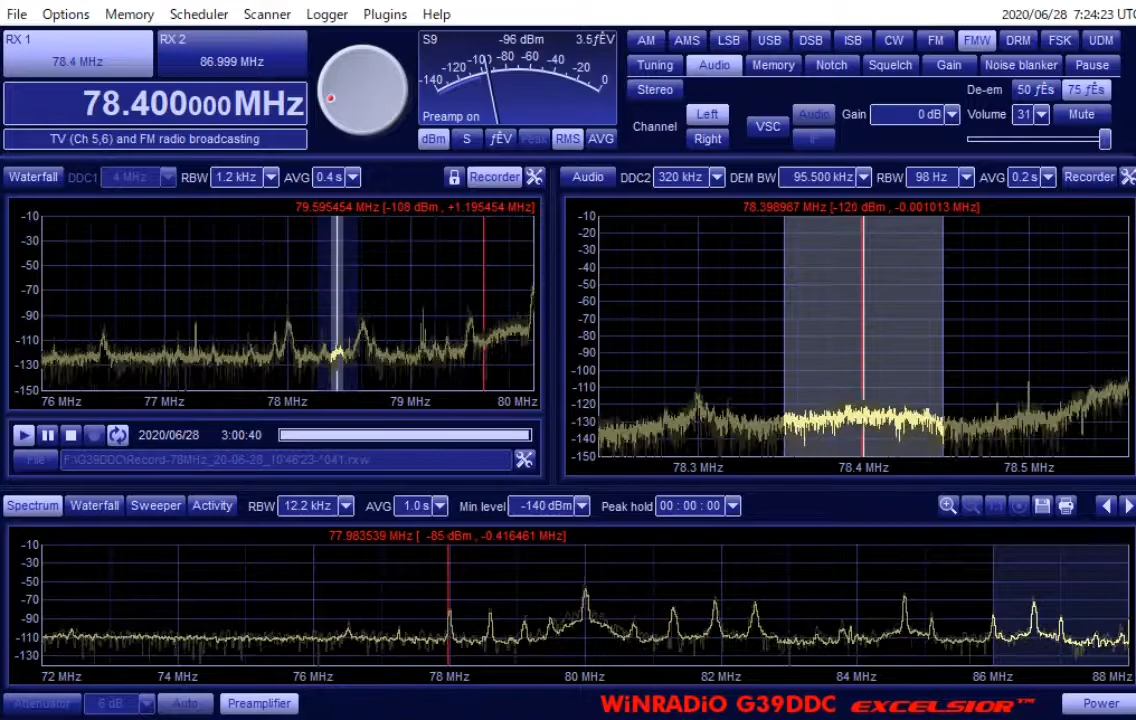 File Options Memory Scheduler Scanner Logger Plugins Help 2020/06/28 7:24:23 UTC
RX 1 RX 2 S9 -96 dBm 3.5ƒÊV AM AMS LSB USB DSB ISB CW FM FMW DRM FSK UDM
78.4 MHz 86.999 MHz
-140 -120 -100 -80 -60 -40 -20 0
Tuning Audio Memory Notch Squelch Gain Noise blanker Pause
78.400000MHz
Stereo De-em 50 ƒÊs 75 ƒÊs
Preamp on Channel Left VSC Audio Gain 0 dB Volume 31 Mute
TV (Ch 5,6) and FM radio broadcasting dBm S ƒÊV Peak RMS AVG Right IF
Waterfall DDC1 4 MHz RBW 1.2 kHz AVG 0.4 s Recorder Audio DDC2 320 kHz DEM BW 95.500 kHz RBW 98 Hz AVG 0.2 s Recorder
79.595454 MHz [-108 dBm , +1.195454 MHz]
-10
-30
-50
-70
-90
-110
-130
-150
76 MHz 77 MHz 78 MHz 79 MHz 80 MHz
78.398987 MHz [-120 dBm , -0.001013 MHz]
-10
-20
-30
-40
-50
-60
-70
-80
-90
-100
-110
-120
-130
-140
-150
78.3 MHz 78.4 MHz 78.5 MHz
2020/06/28 3:00:40
File F:\G39DDC\Record-78MHz_20-06-28_10'46'23-^041.rxw
Spectrum Waterfall Sweeper Activity RBW 12.2 kHz AVG 1.0 s Min level -140 dBm Peak hold 00 : 00 : 00 1:1
77.983539 MHz [ -85 dBm , -0.416461 MHz]
-10
-30
-50
-70
-90
-110
-130
72 MHz 74 MHz 76 MHz 78 MHz 80 MHz 82 MHz 84 MHz 86 MHz 88 MHz
Attenuator 6 dB Auto Preamplifier WiNRADiO G39DDC EXCELSIOR™ Power